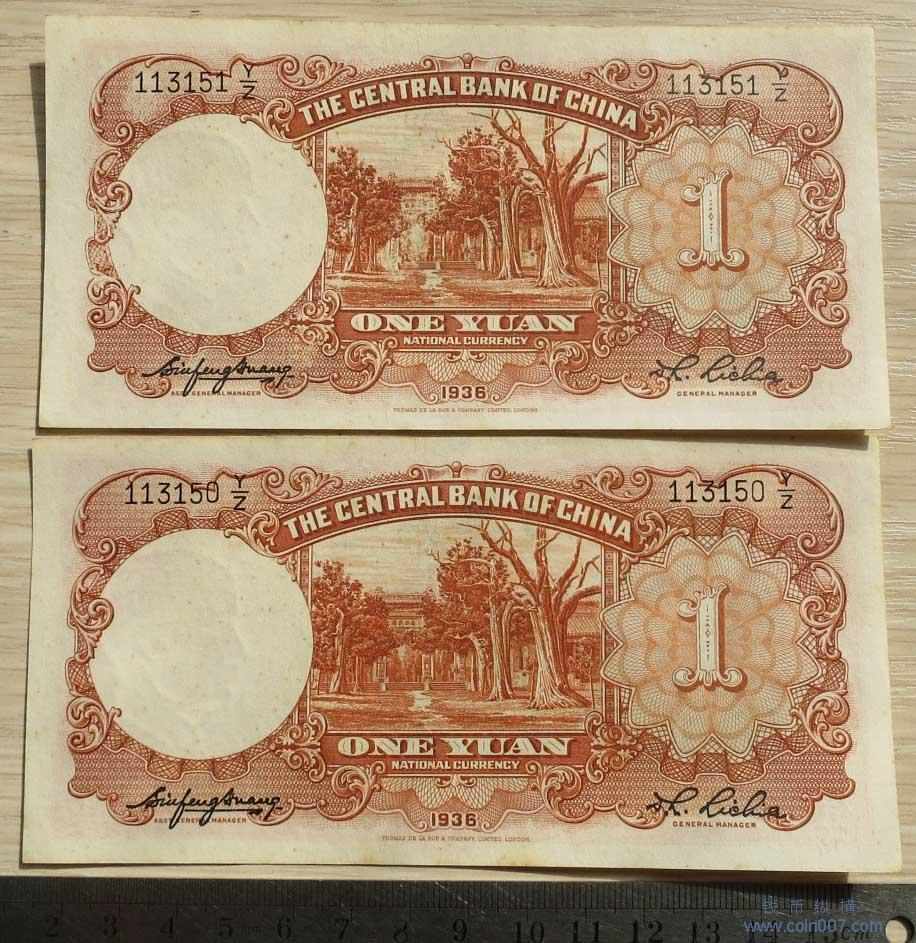 113151 Y/Z
113151 Y/Z
THE CENTRAL BANK OF CHINA
1
ONE YUAN
NATIONAL CURRENCY
ASST GENERAL MANAGER
GENERAL MANAGER
1936
THOMAS DE LA RUE & COMPANY, LIMITED, LONDON.
113150 Y/Z
113150 Y/Z
THE CENTRAL BANK OF CHINA
1
ONE YUAN
NATIONAL CURRENCY
ASST GENERAL MANAGER
GENERAL MANAGER
1936
THOMAS DE LA RUE & COMPANY, LIMITED, LONDON.
2 3 4 5 6 7 8 9 10 11 12 13
钱币纵横
www.coin007.com